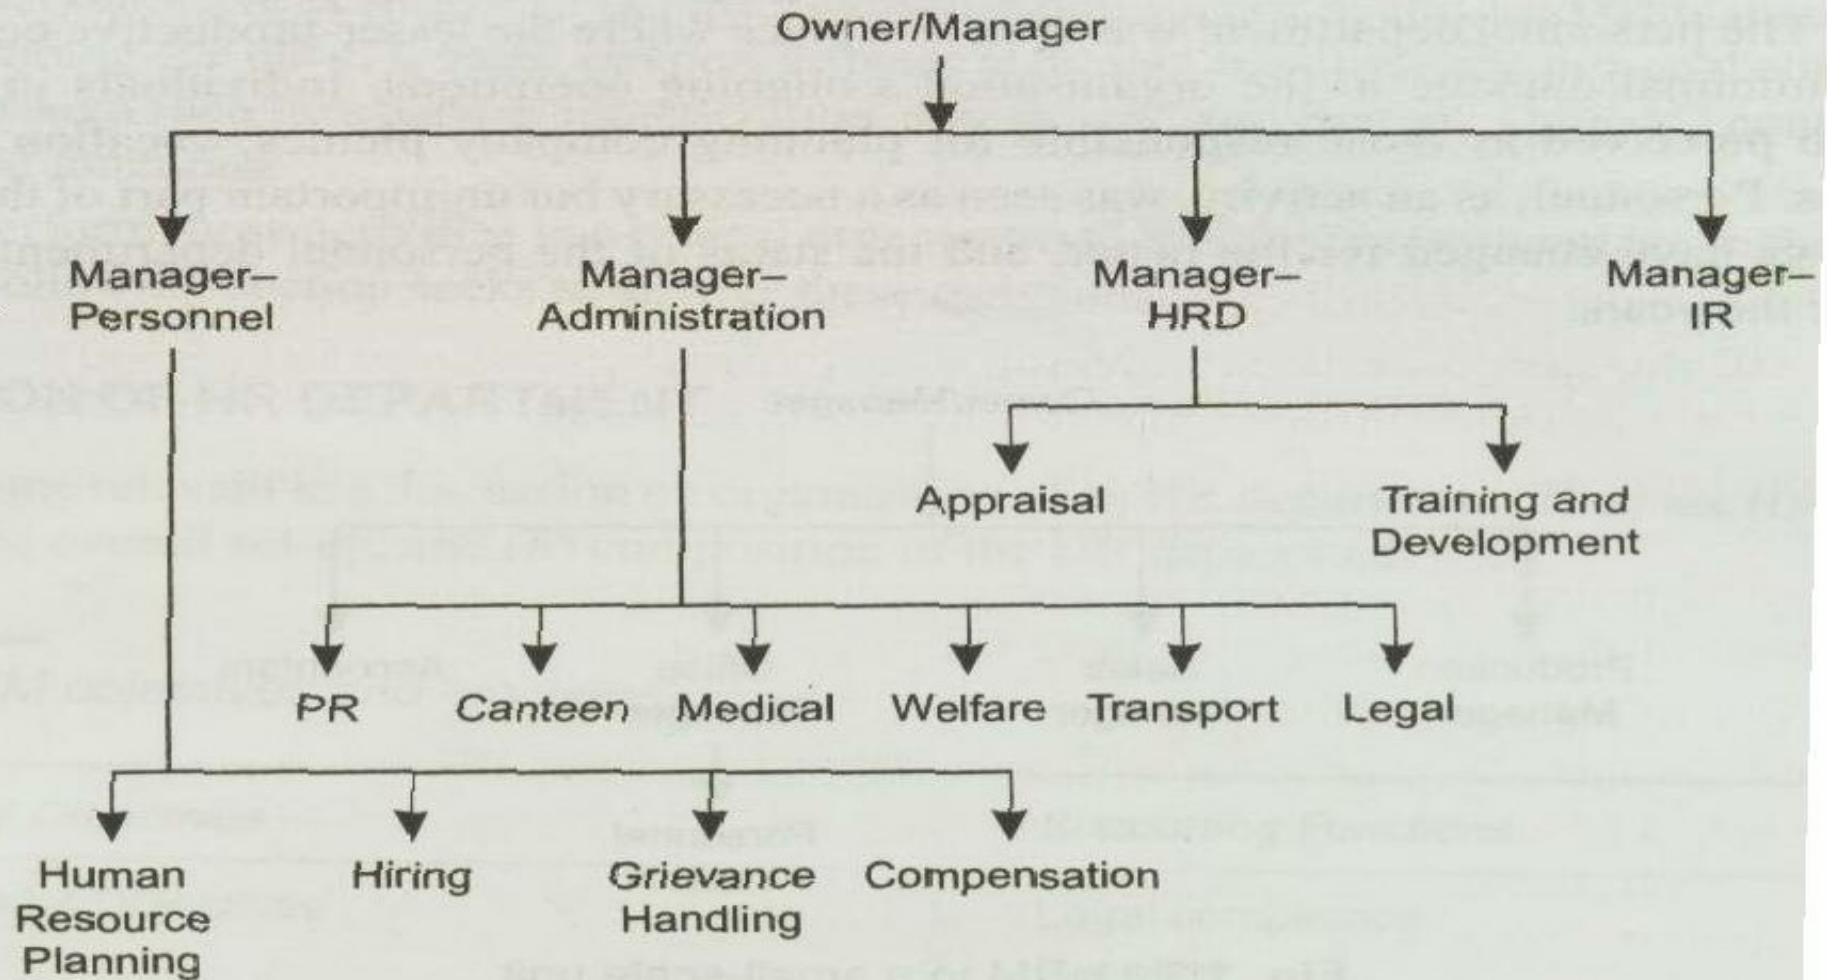 Owner/Manager
Manager–
Personnel
Manager–
Administration
Manager–
HRD
Manager–
IR
Appraisal
Training and
Development
PR
Canteen
Medical
Welfare
Transport
Legal
Human
Resource
Planning
Hiring
Grievance
Handling
Compensation